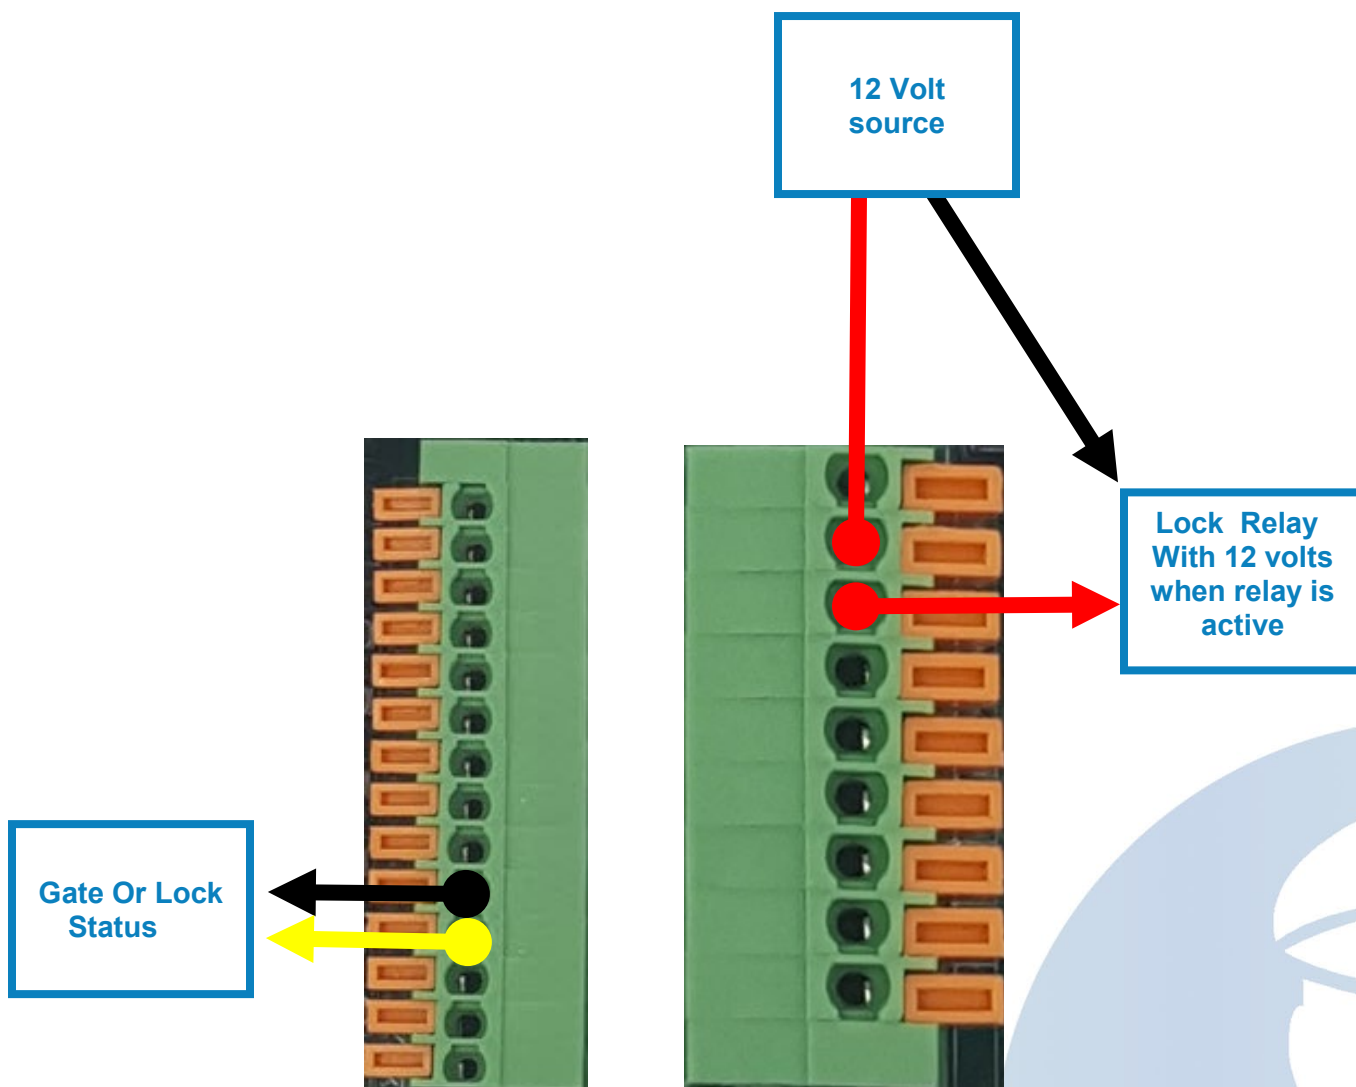 12 Volt
source
Lock Relay
With 12 volts
when relay is
active
Gate Or Lock
Status